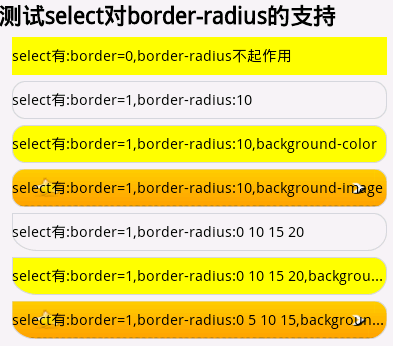 测试select对border-radius的支持
select有:border=0,border-radius不起作用
select有:border=1,border-radius:10
select有:border=1,border-radius:10,background-color
select有:border=1,border-radius:10,background-image
select有:border=1,border-radius:0 10 15 20
select有:border=1,border-radius:0 10 15 20,backgrou...
select有:border=1,border-radius:0 5 10 15,backgroun...